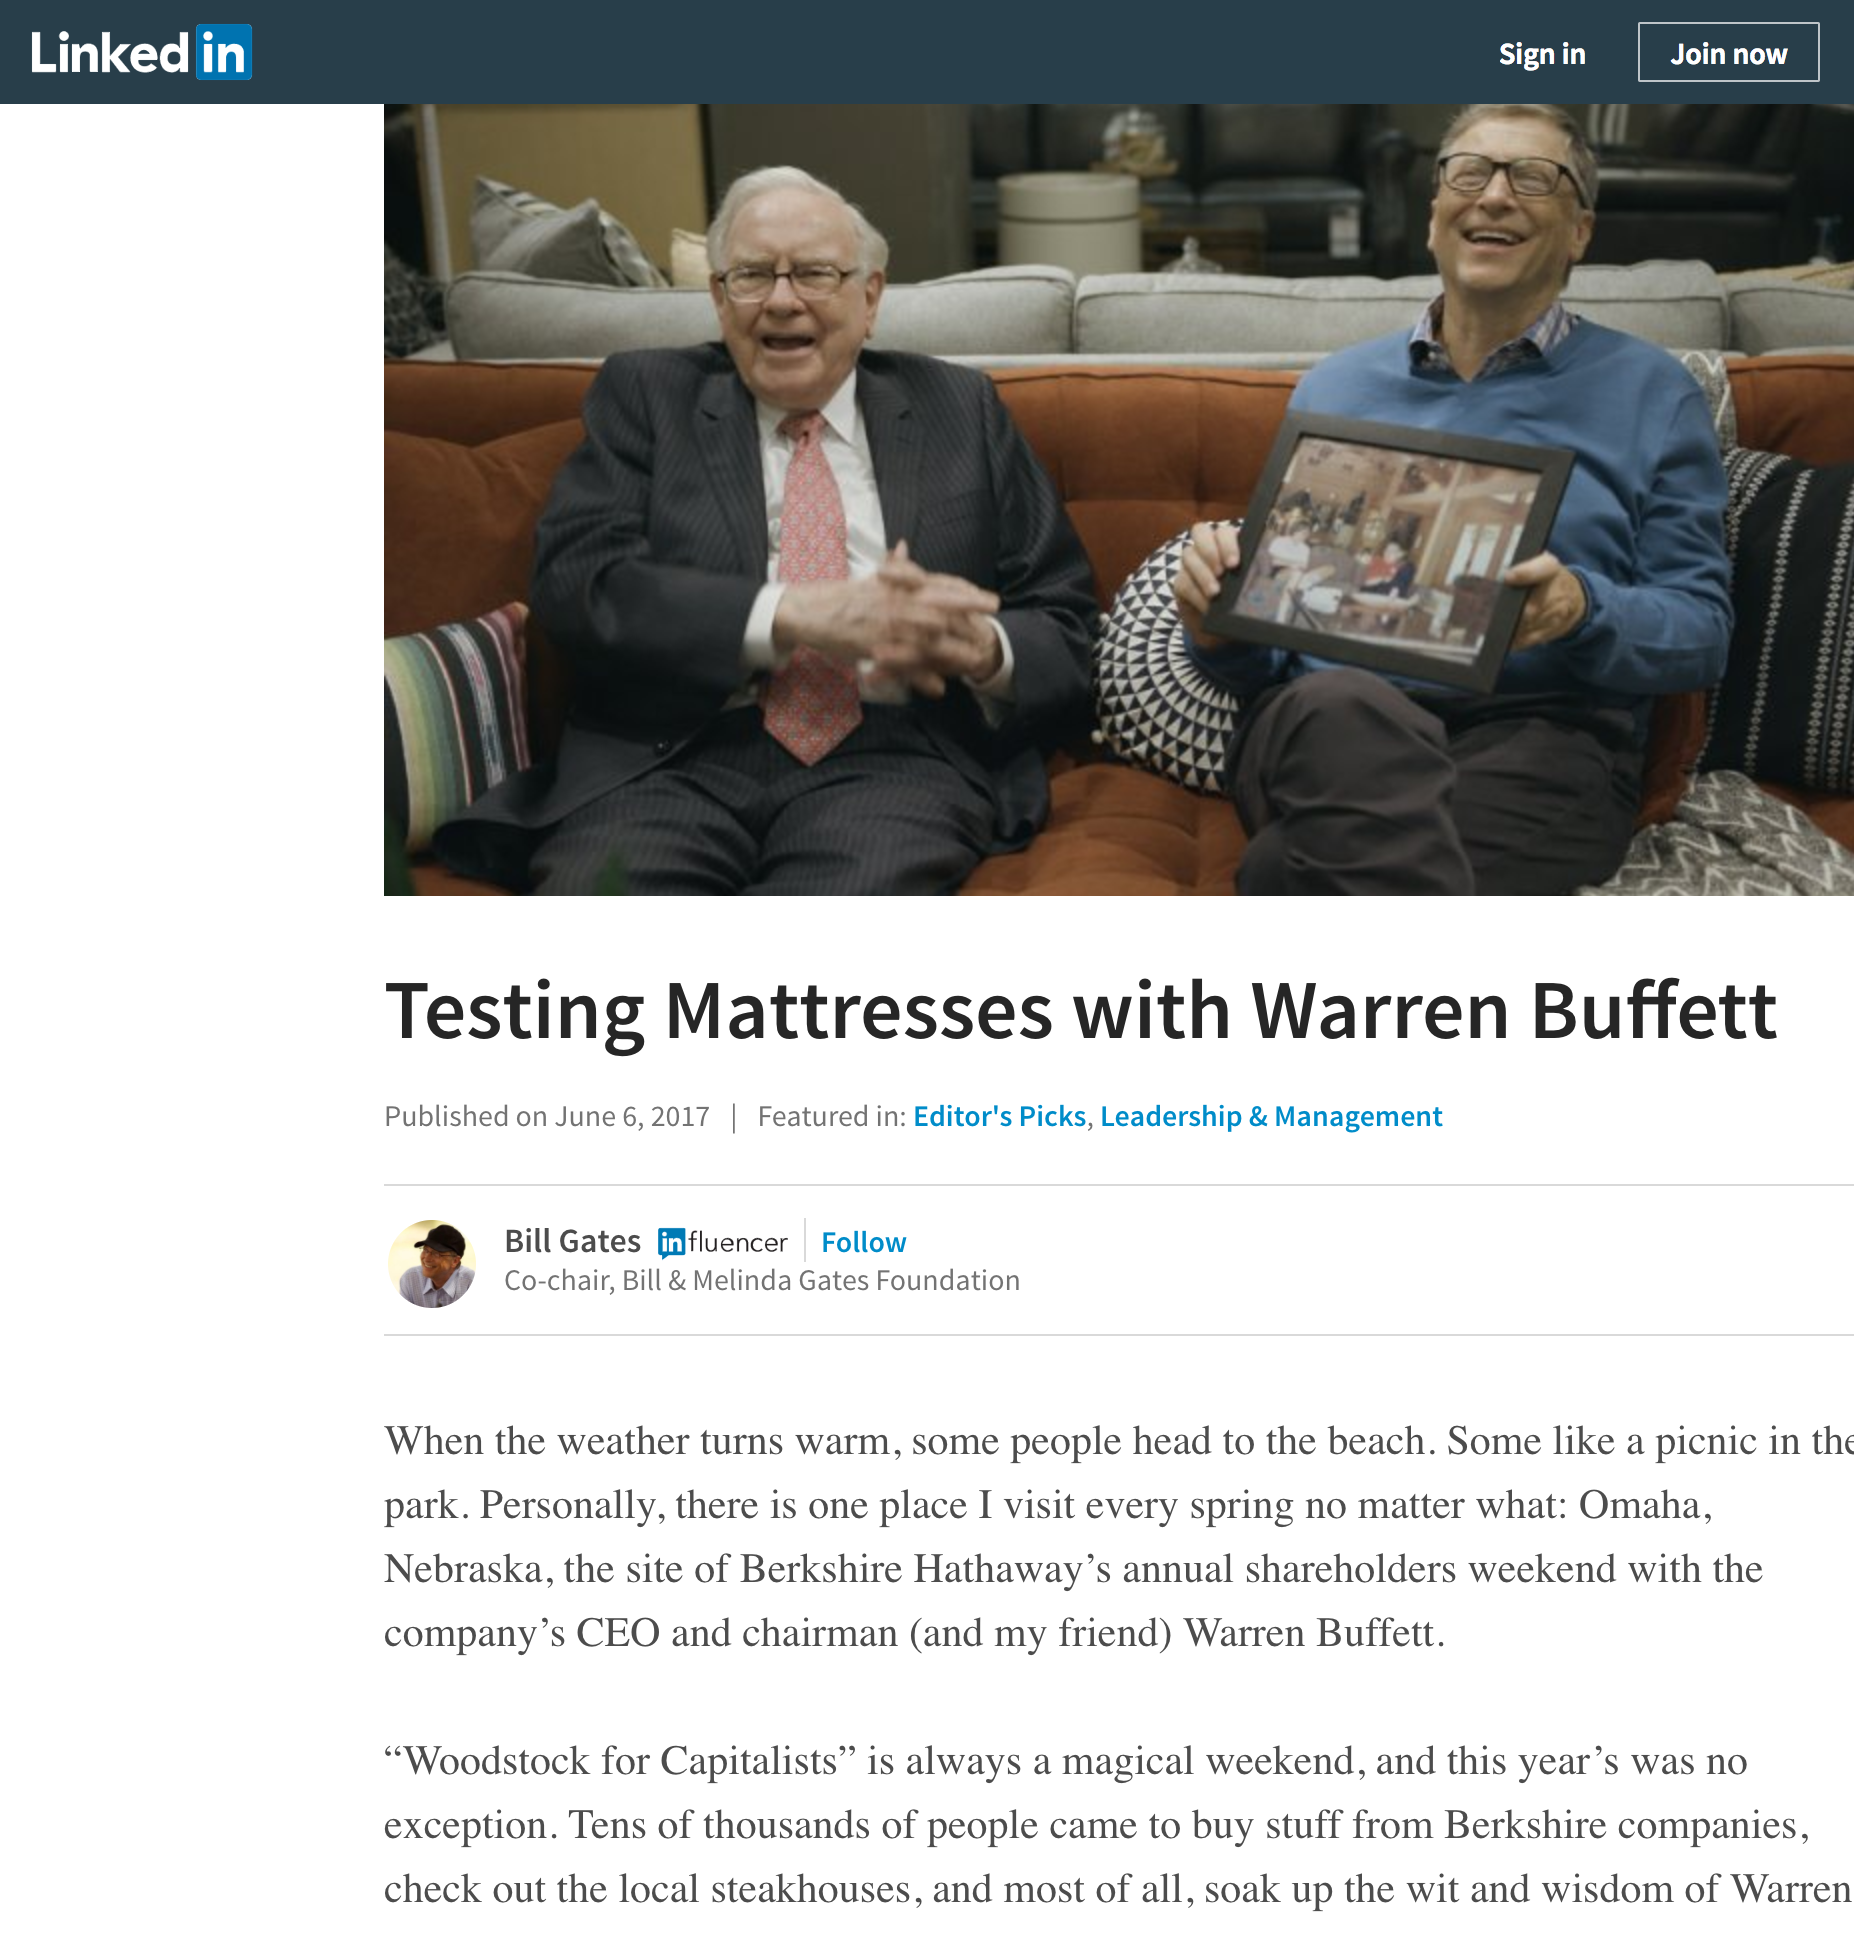 Linked in
Sign in
Join now
Testing Mattresses with Warren Buffett
Published on June 6, 2017 | Featured in: Editor's Picks, Leadership & Management
Bill Gates influencer Follow
Co-chair, Bill & Melinda Gates Foundation
When the weather turns warm, some people head to the beach. Some like a picnic in the
park. Personally, there is one place I visit every spring no matter what: Omaha,
Nebraska, the site of Berkshire Hathaway’s annual shareholders weekend with the
company’s CEO and chairman (and my friend) Warren Buffett.
“Woodstock for Capitalists” is always a magical weekend, and this year’s was no
exception. Tens of thousands of people came to buy stuff from Berkshire companies,
check out the local steakhouses, and most of all, soak up the wit and wisdom of Warren